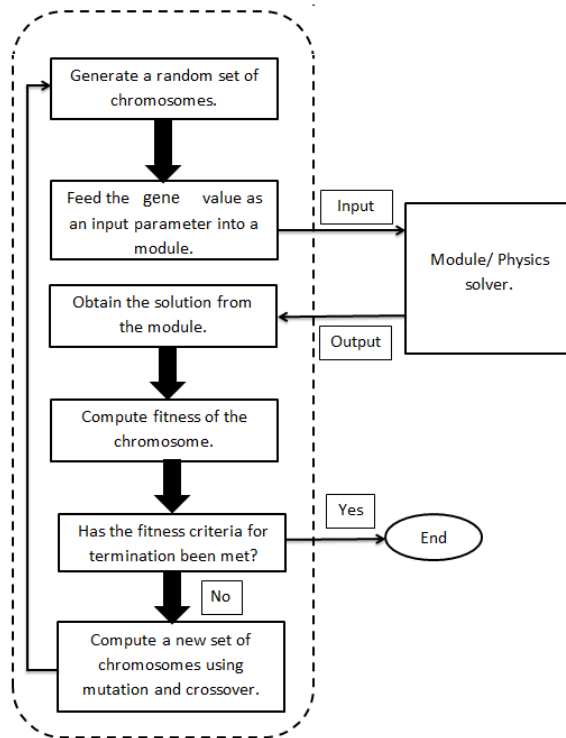 Generate a random set of
chromosomes.
Feed the gene value as
an input parameter into a
module.
Input
Module/ Physics
solver.
Obtain the solution from
the module.
Output
Compute fitness of the
chromosome.
Has the fitness criteria for
termination been met?
Yes
End
No
Compute a new set of
chromosomes using
mutation and crossover.